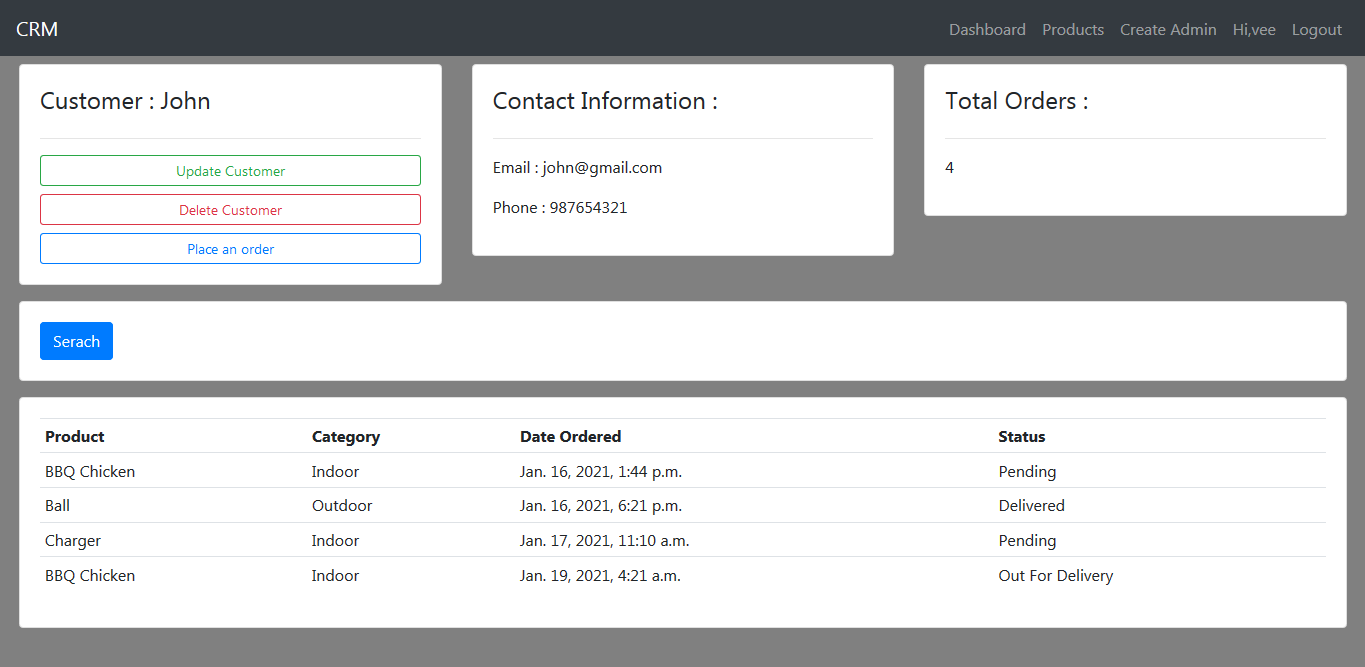 CRM
Dashboard Products Create Admin Hi,vee Logout
Customer : John
Update Customer
Delete Customer
Place an order
Contact Information :
Email : john@gmail.com
Phone : 987654321
Total Orders :
4
Serach
Product Category Date Ordered Status
BBQ Chicken Indoor Jan. 16, 2021, 1:44 p.m. Pending
Ball Outdoor Jan. 16, 2021, 6:21 p.m. Delivered
Charger Indoor Jan. 17, 2021, 11:10 a.m. Pending
BBQ Chicken Indoor Jan. 19, 2021, 4:21 a.m. Out For Delivery